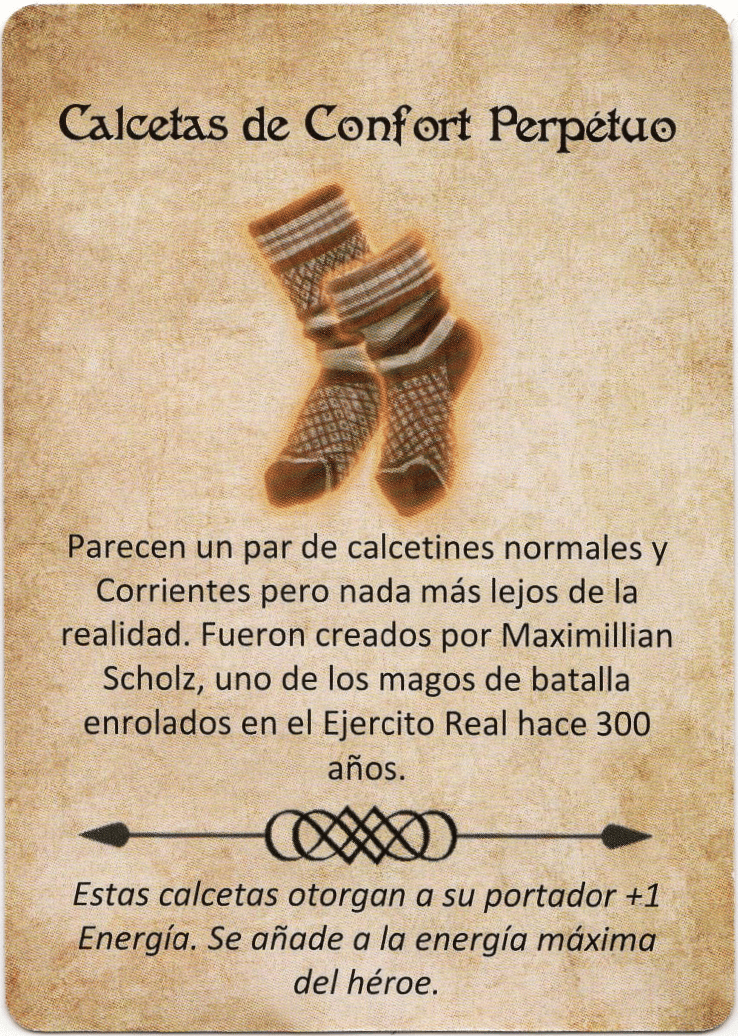 Calcetas de Confort Perpétuo
Parecen un par de calcetines normales y
Corrientes pero nada más lejos de la
realidad. Fueron creados por Maximillian
Scholz, uno de los magos de batalla
enrolados en el Ejercito Real hace 300
años.
Estas calcetas otorgan a su portador +1
Energía. Se añade a la energía máxima
del héroe.